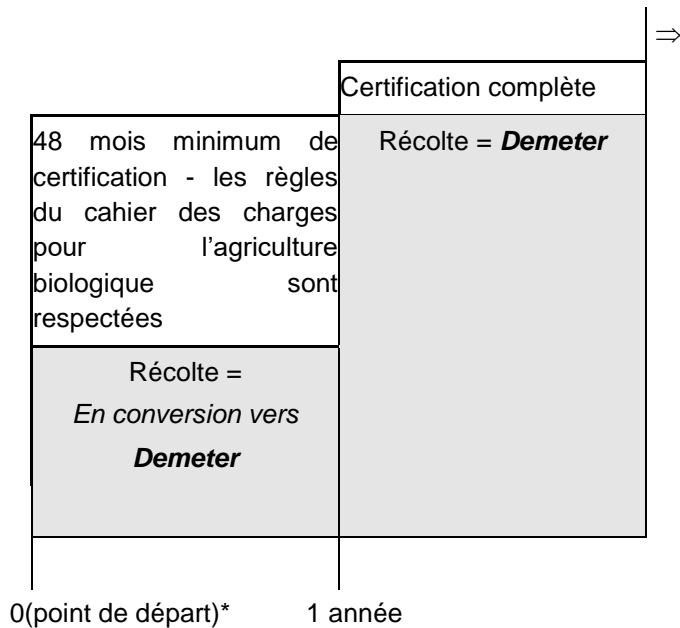 ⇒
Certification complète
48 mois minimum de
certification - les règles
du cahier des charges
pour l'agriculture
biologique sont
respectées
Récolte = Demeter
Récolte =
En conversion vers
Demeter
0(point de départ)* 1 année